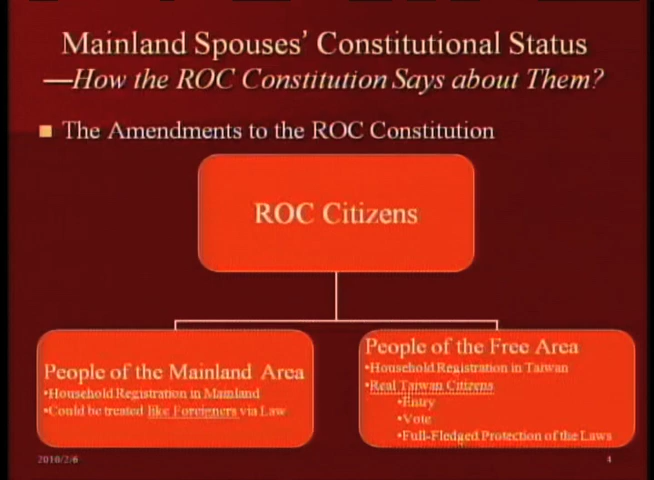 Mainland Spouses' Constitutional Status
—How the ROC Constitution Says about Them?
The Amendments to the ROC Constitution
ROC Citizens
People of the Mainland Area
•Household Registration in Mainland
•Could be treated like Foreigners via Law
People of the Free Area
•Household Registration in Taiwan
•Real Taiwan Citizens
•Entry
•Vote
•Full-Fledged Protection of the Laws
2010/2/6
4